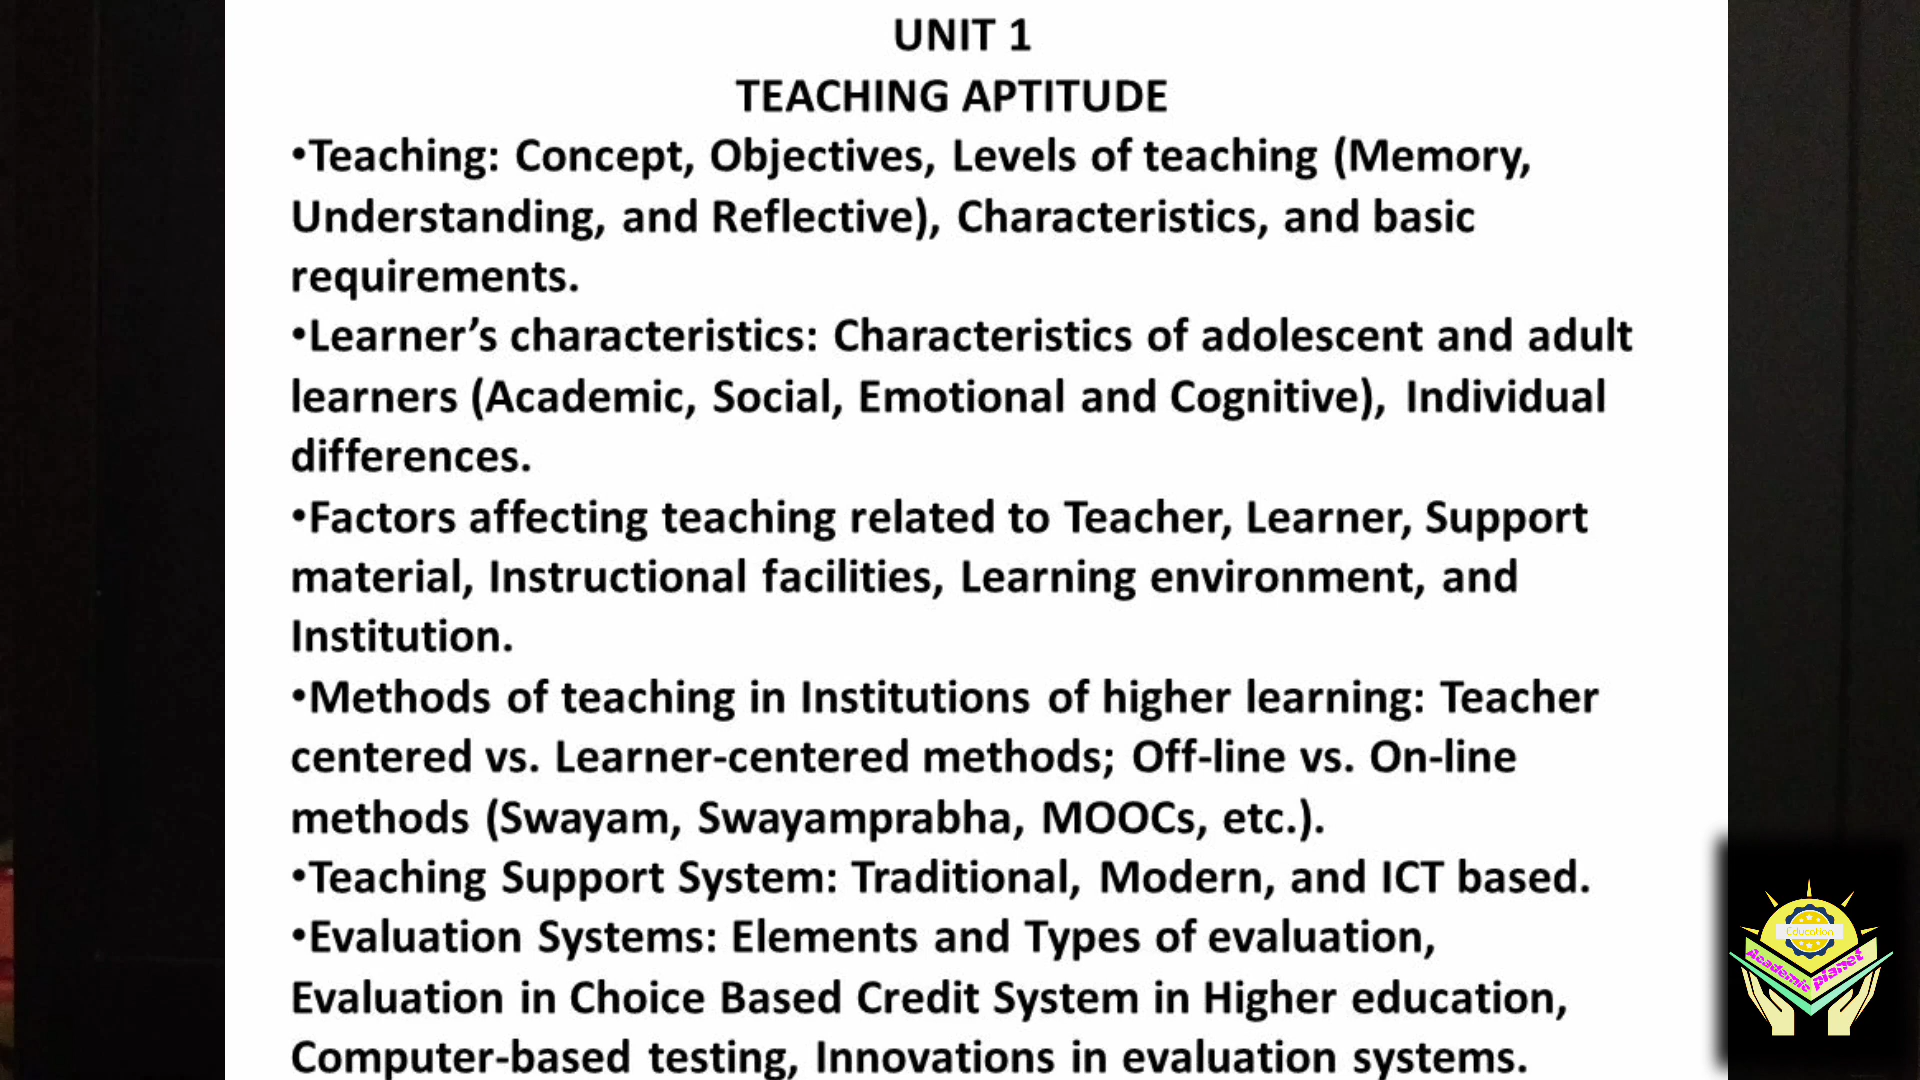 UNIT 1
TEACHING APTITUDE
•Teaching: Concept, Objectives, Levels of teaching (Memory,
Understanding, and Reflective), Characteristics, and basic
requirements.
•Learner’s characteristics: Characteristics of adolescent and adult
learners (Academic, Social, Emotional and Cognitive), Individual
differences.
•Factors affecting teaching related to Teacher, Learner, Support
material, Instructional facilities, Learning environment, and
Institution.
•Methods of teaching in Institutions of higher learning: Teacher
centered vs. Learner-centered methods; Off-line vs. On-line
methods (Swayam, Swayamprabha, MOOCs, etc.).
•Teaching Support System: Traditional, Modern, and ICT based.
•Evaluation Systems: Elements and Types of evaluation,
Evaluation in Choice Based Credit System in Higher education,
Computer-based testing, Innovations in evaluation systems.
Education
Academic planet